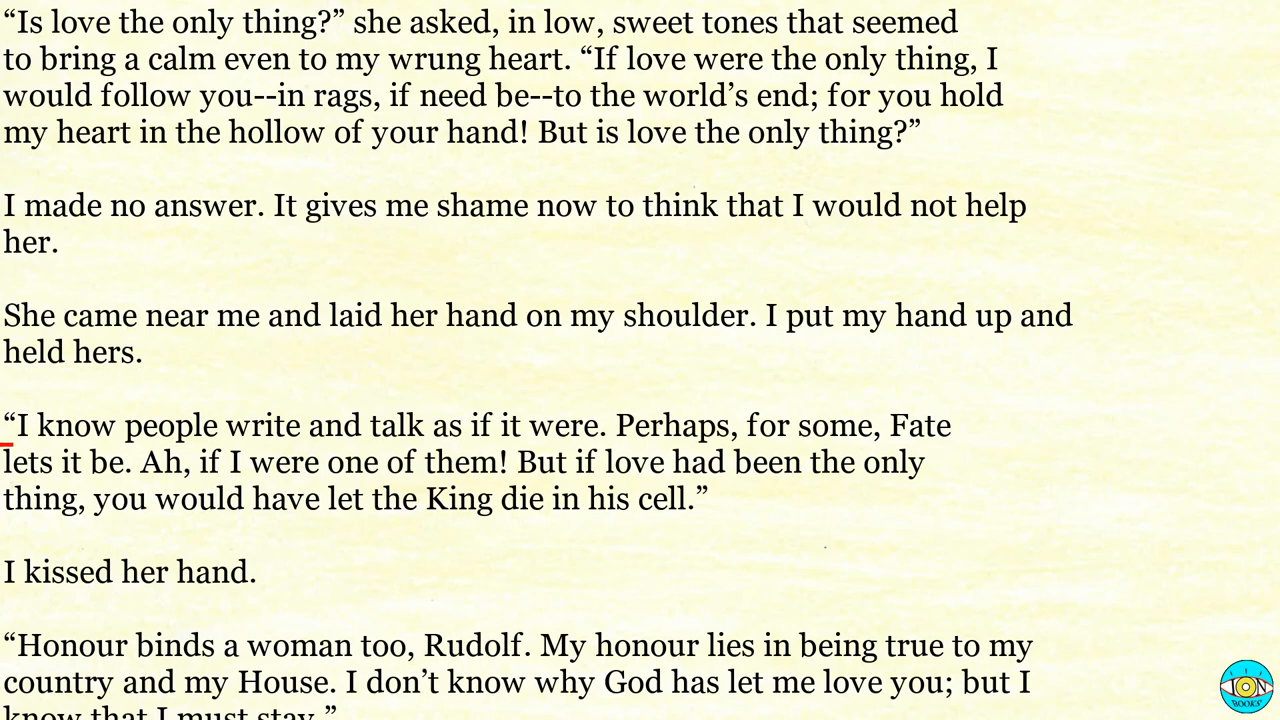 “Is love the only thing?” she asked, in low, sweet tones that seemed
to bring a calm even to my wrung heart. “If love were the only thing, I
would follow you--in rags, if need be--to the world’s end; for you hold
my heart in the hollow of your hand! But is love the only thing?”
I made no answer. It gives me shame now to think that I would not help
her.
She came near me and laid her hand on my shoulder. I put my hand up and
held hers.
“I know people write and talk as if it were. Perhaps, for some, Fate
lets it be. Ah, if I were one of them! But if love had been the only
thing, you would have let the King die in his cell.”
I kissed her hand.
“Honour binds a woman too, Rudolf. My honour lies in being true to my
country and my House. I don’t know why God has let me love you; but I
know that I must stay.”
ION
BOOKS